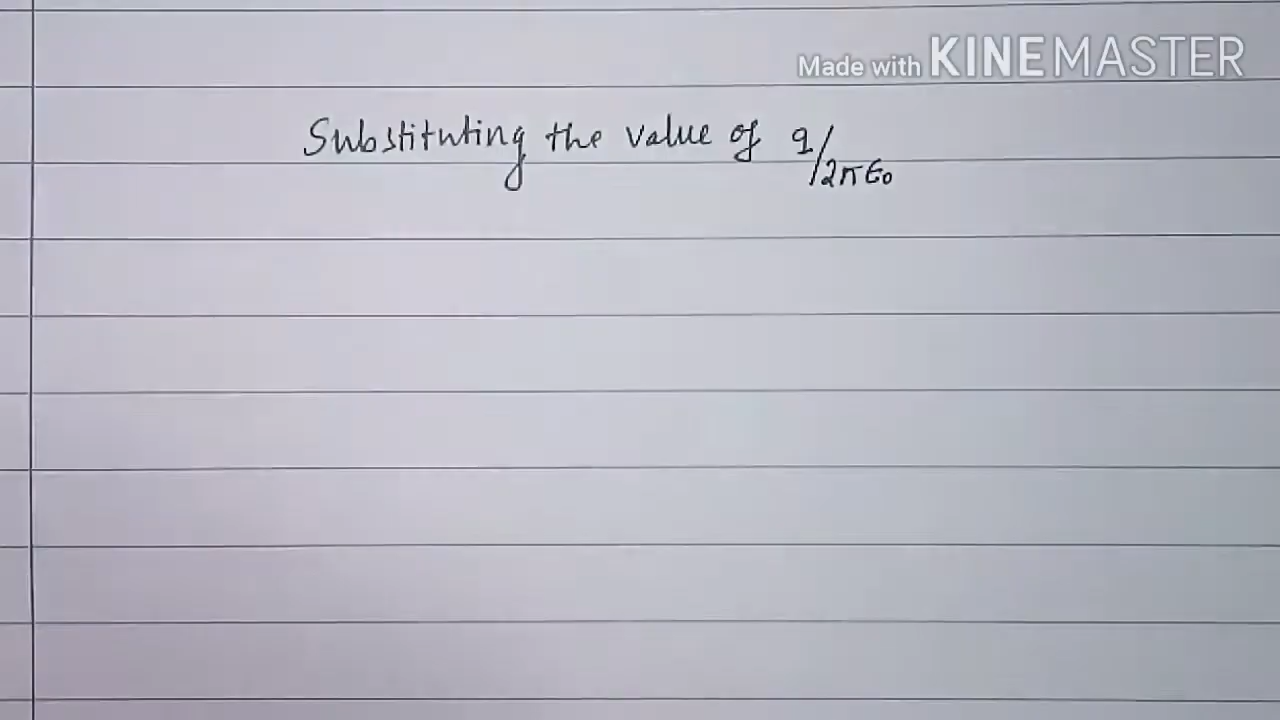 Made with KINEMASTER
Substituting the value of q/2πϵ₀